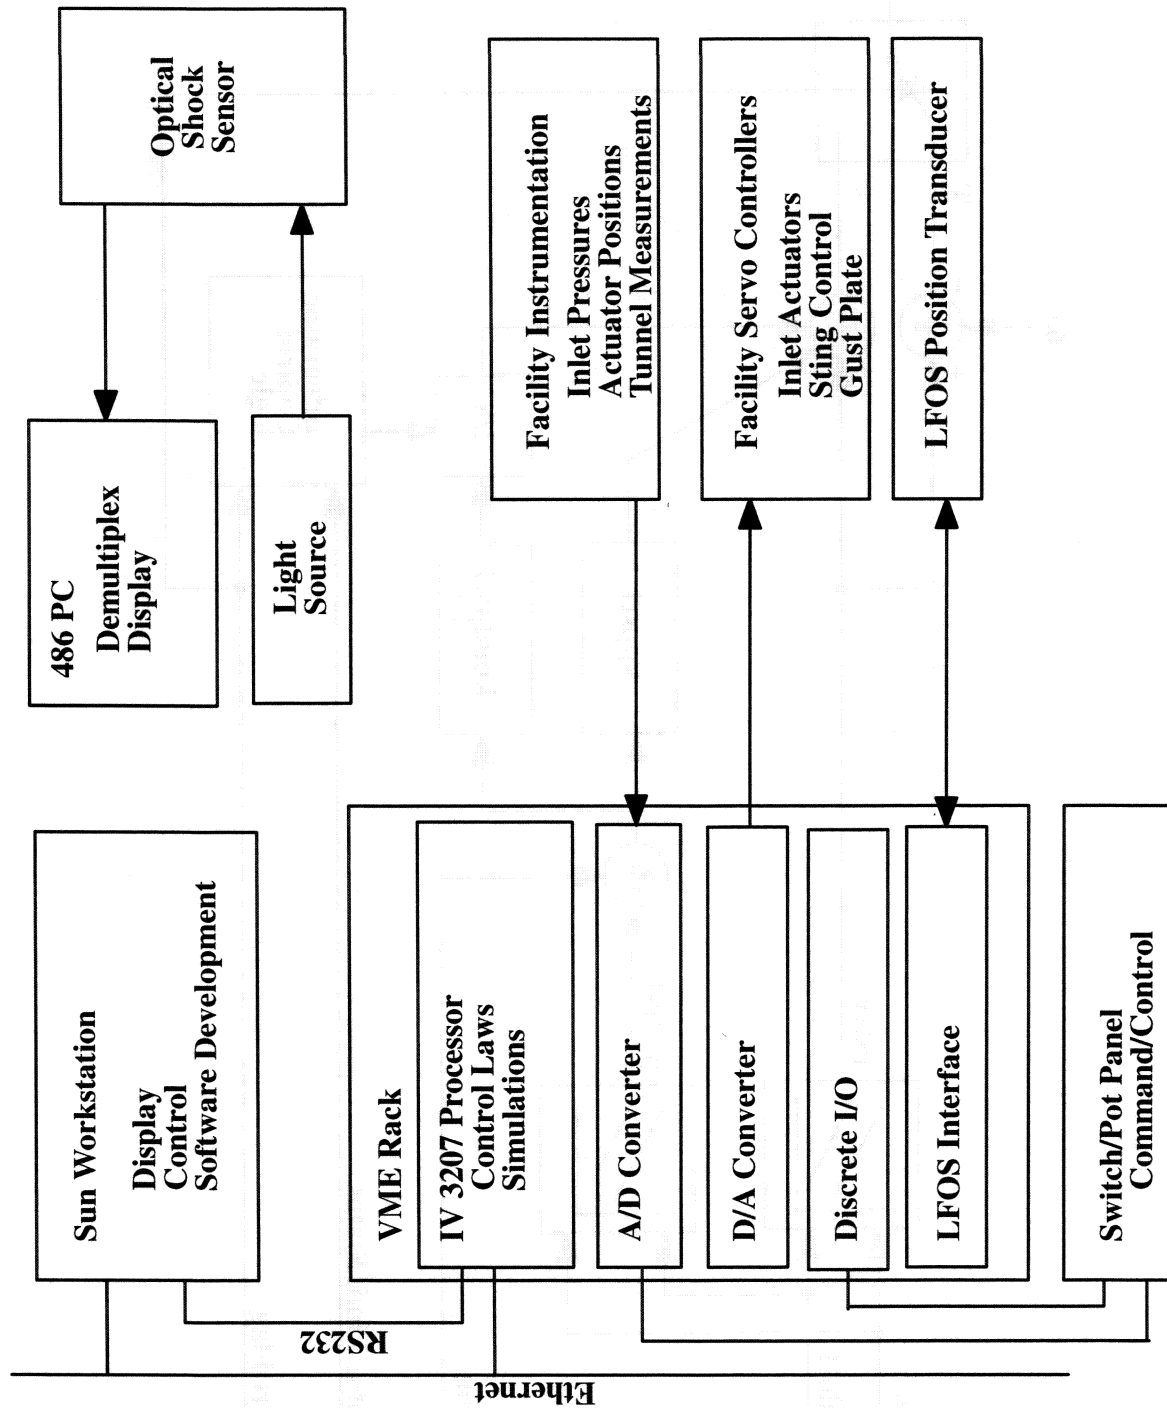 Sun Workstation
Display
Control
Software Development
486 PC
Demultiplex
Display
Optical
Shock
Sensor
Light
Source
RS232
Ethernet
VME Rack
IV 3207 Processor
Control Laws
Simulations
A/D Converter
D/A Converter
Discrete I/O
LFOS Interface
Facility Instrumentation
Inlet Pressures
Actuator Positions
Tunnel Measurements
Facility Servo Controllers
Inlet Actuators
Sting Control
Gust Plate
LFOS Position Transducer
Switch/Pot Panel
Command/Control